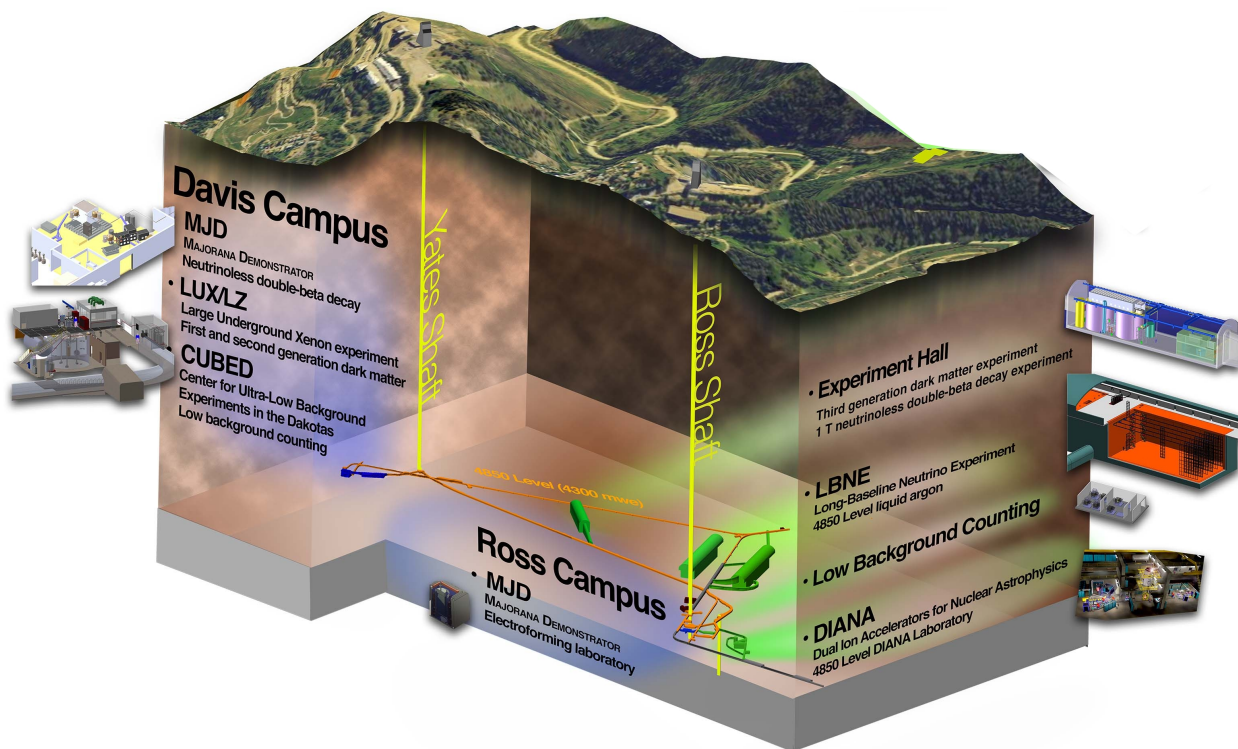 Davis Campus
• MJD
MAJORANA DEMONSTRATOR
Neutrinoless double-beta decay
• LUX/LZ
Large Underground Xenon experiment
First and second generation dark matter
• CUBED
Center for Ultra-Low Background
Experiments in the Dakotas
Low background counting
Yates Shaft
Ross Shaft
4850 Level (4300 mwe)
Ross Campus
• MJD
MAJORANA DEMONSTRATOR
Electroforming laboratory
• Experiment Hall
Third generation dark matter experiment
1 T neutrinoless double-beta decay experiment
• LBNE
Long-Baseline Neutrino Experiment
4850 Level liquid argon
• Low Background Counting
• DIANA
Dual Ion Accelerators for Nuclear Astrophysics
4850 Level DIANA Laboratory